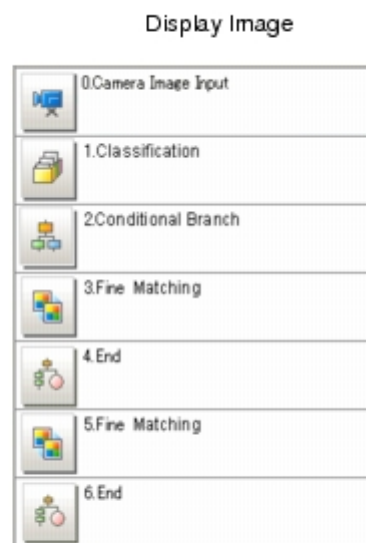 Display Image
0.Camera Image Input
1.Classification
2.Conditional Branch
3.Fine Matching
4.End
5.Fine Matching
6.End